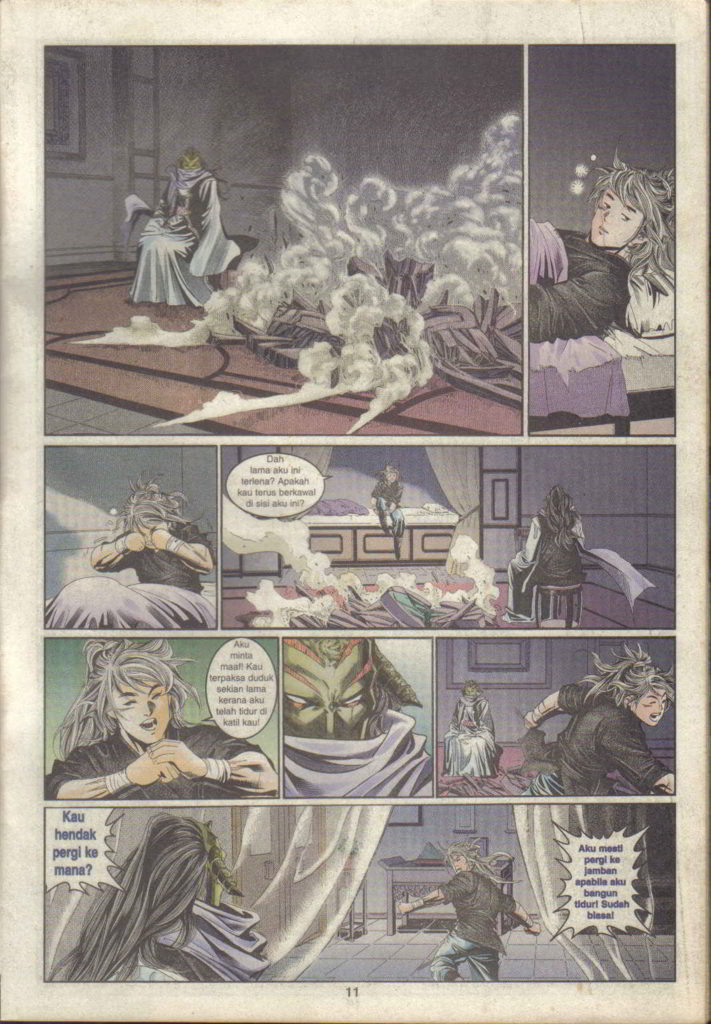 Dah
lama aku ini
terlena? Apakah
kau terus berkawal
di sisi aku ini?
Aku
minta
maaf! Kau
terpaksa duduk
sekian lama
kerana aku
telah tidur di
katil kau!
Kau
hendak
pergi ke
mana?
Aku mesti
pergi ke
jamban
apabila aku
bangun
tidur! Sudah
biasa!
11